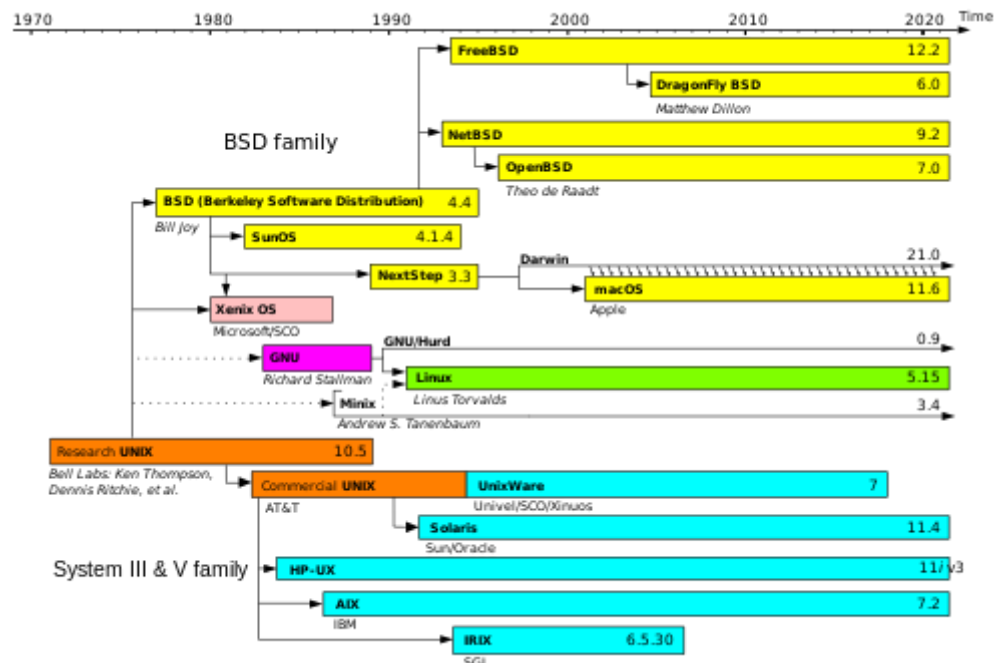 1970 1980 1990 2000 2010 2020 Time
FreeBSD 12.2
DragonFly BSD 6.0
Matthew Dillon
BSD family
NetBSD 9.2
OpenBSD 7.0
Theo de Raadt
BSD (Berkeley Software Distribution) 4.4
Bill Joy
SunOS 4.1.4
Darwin 21.0
NextStep 3.3
macOS 11.6
Apple
Xenix OS
Microsoft/SCO
GNU/Hurd 0.9
GNU
Richard Stallman
Linux 5.15
Linus Torvalds
Minix 3.4
Andrew S. Tanenbaum
Research UNIX 10.5
Bell Labs: Ken Thompson,
Dennis Ritchie, et al.
Commercial UNIX
AT&T
UnixWare 7
Univel/SCO/Xinuos
Solaris 11.4
Sun/Oracle
System III & V family
HP-UX 11i v3
AIX 7.2
IBM
IRIX 6.5.30
SGI